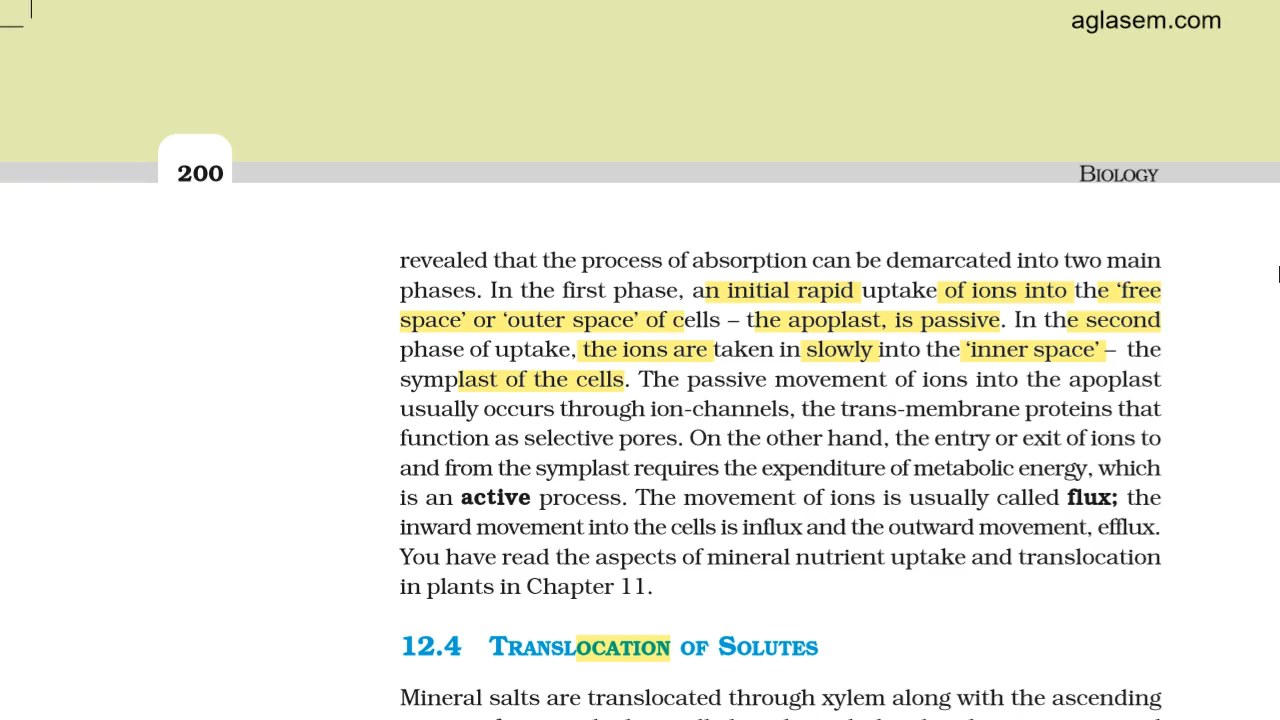 aglasem.com
200
BIOLOGY
revealed that the process of absorption can be demarcated into two main
phases. In the first phase, an initial rapid uptake of ions into the ‘free
space’ or ‘outer space’ of cells – the apoplast, is passive. In the second
phase of uptake, the ions are taken in slowly into the ‘inner space’ – the
symplast of the cells. The passive movement of ions into the apoplast
usually occurs through ion-channels, the trans-membrane proteins that
function as selective pores. On the other hand, the entry or exit of ions to
and from the symplast requires the expenditure of metabolic energy, which
is an active process. The movement of ions is usually called flux; the
inward movement into the cells is influx and the outward movement, efflux.
You have read the aspects of mineral nutrient uptake and translocation
in plants in Chapter 11.
12.4 TRANSLOCATION OF SOLUTES
Mineral salts are translocated through xylem along with the ascending